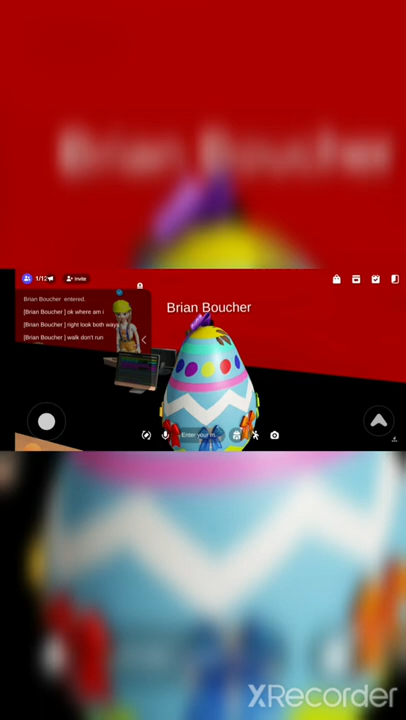 Brian Boucher
1/12
Invite
Brian Boucher entered.
[Brian Boucher ] ok where am i
[Brian Boucher ] right look both ways
[Brian Boucher ] walk don't run
Brian Boucher
Enter your m
XRecorder